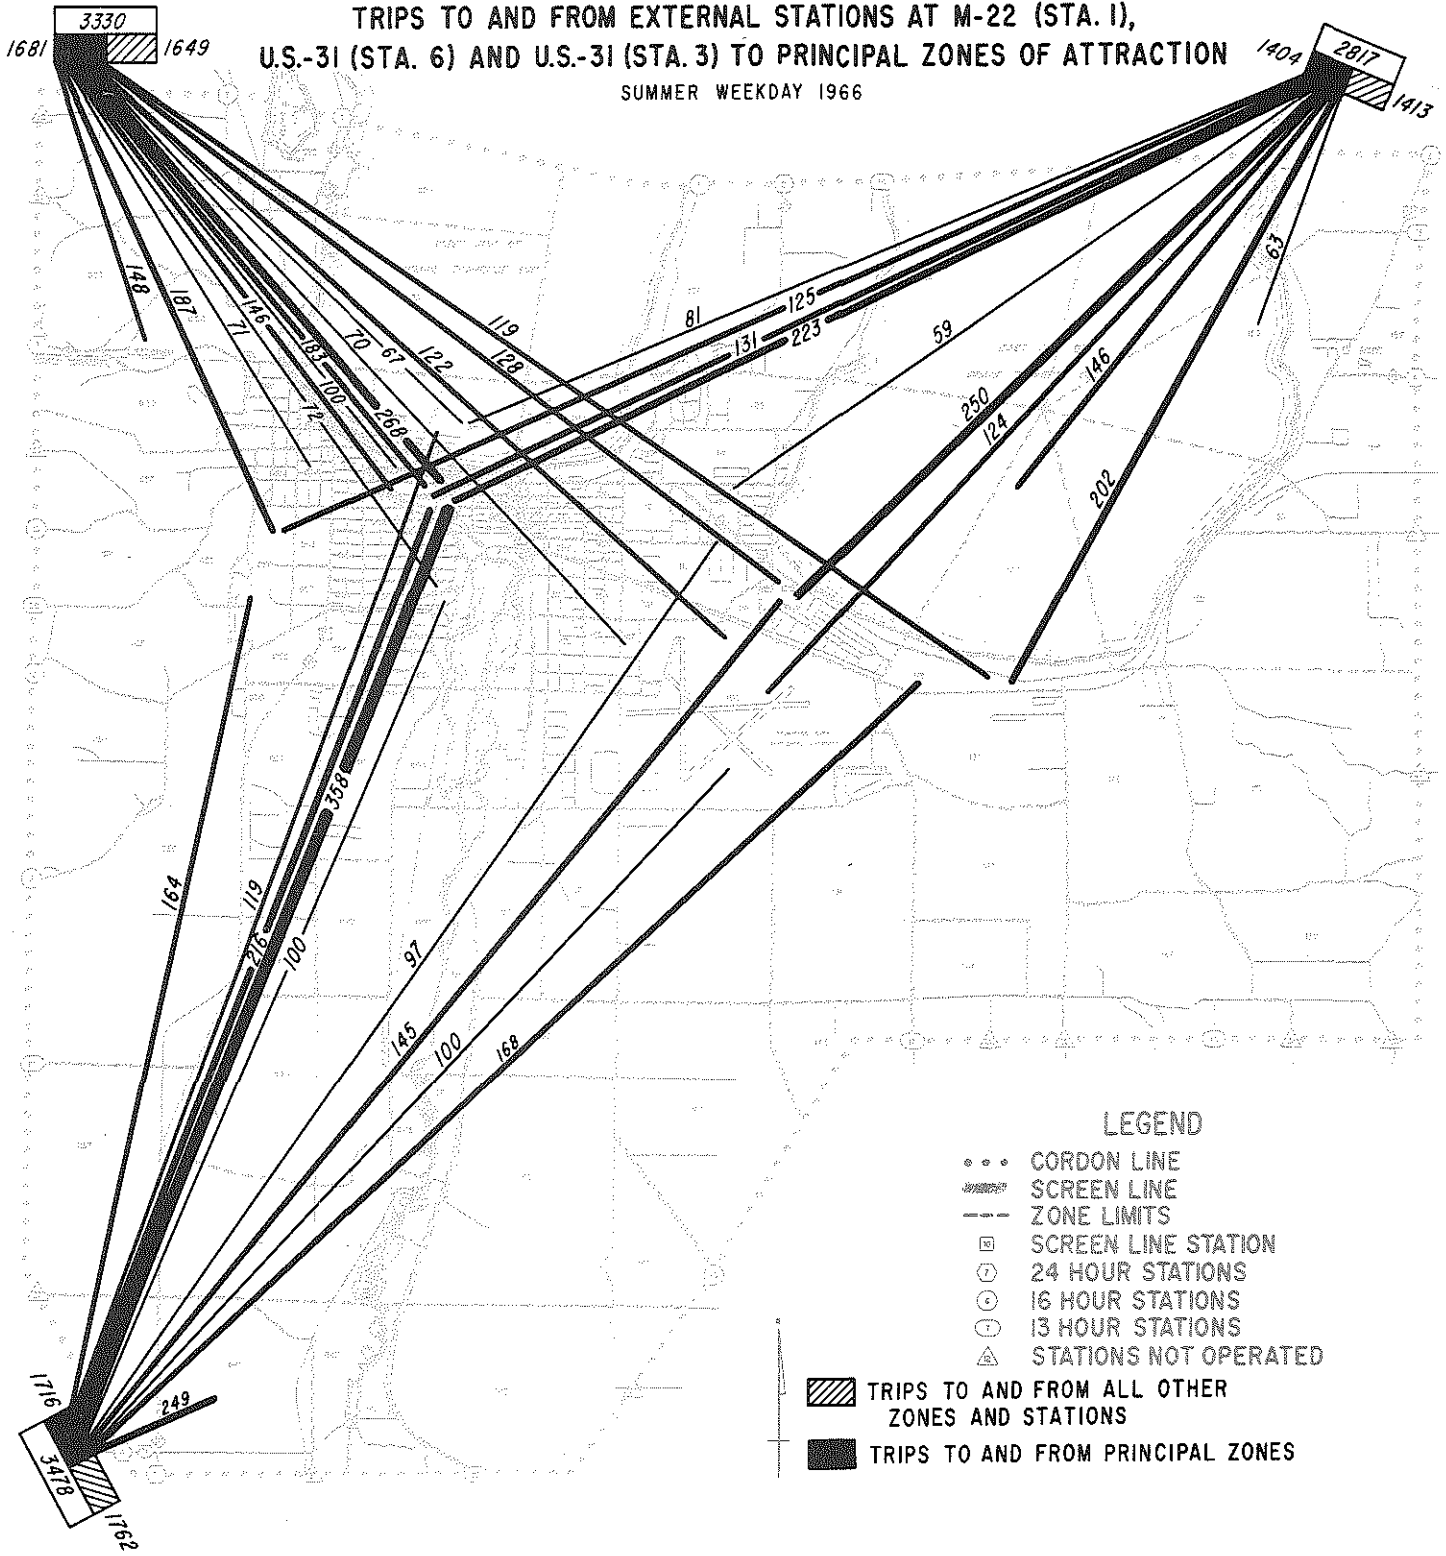 3330
1681
1649
TRIPS TO AND FROM EXTERNAL STATIONS AT M-22 (STA. 1),
U.S.-31 (STA. 6) AND U.S.-31 (STA. 3) TO PRINCIPAL ZONES OF ATTRACTION
SUMMER WEEKDAY 1966
1404
2817
1413
148
187
71
146
183
100
72
268
70
67
122
128
119
81
125
131
223
59
250
124
146
202
63
164
119
216
358
100
97
145
100
168
249
1716
3478
1762
LEGEND
CORDON LINE
SCREEN LINE
ZONE LIMITS
10 SCREEN LINE STATION
7 24 HOUR STATIONS
6 16 HOUR STATIONS
13 HOUR STATIONS
STATIONS NOT OPERATED
TRIPS TO AND FROM ALL OTHER
ZONES AND STATIONS
TRIPS TO AND FROM PRINCIPAL ZONES